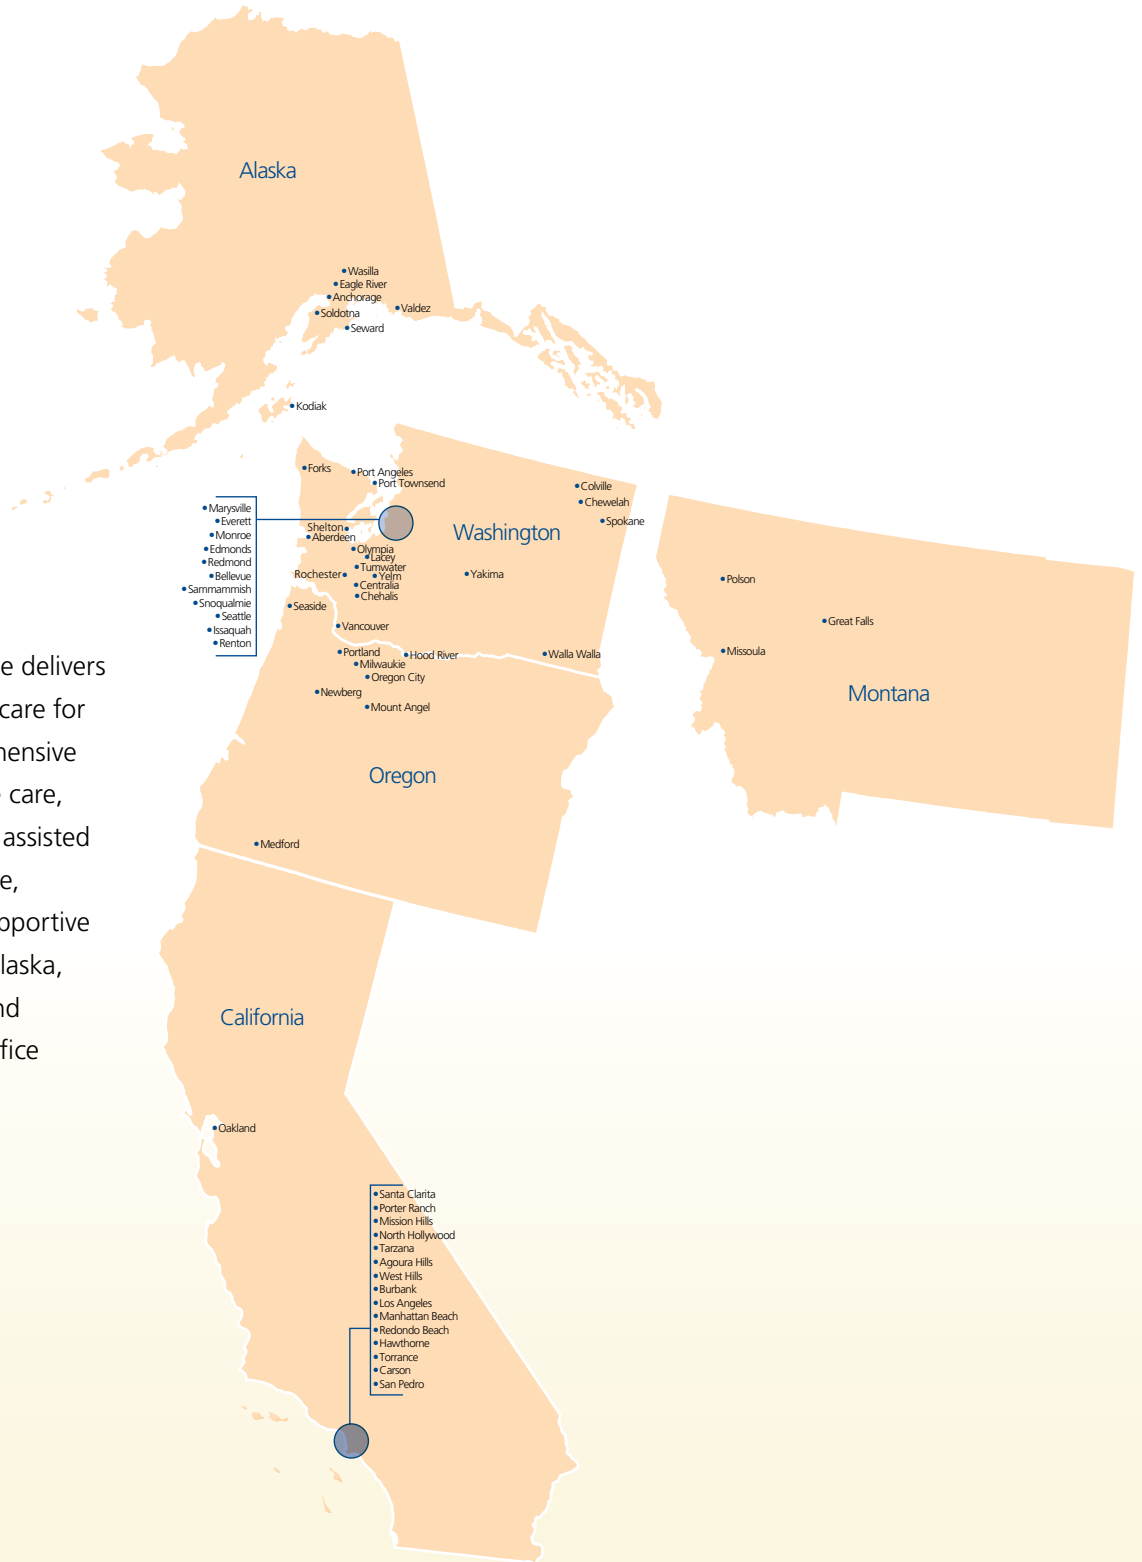 Alaska
Wasilla
Eagle River
Anchorage
Soldotna
Valdez
Seward
Kodiak
Forks
Port Angeles
Port Townsend
Colville
Chewelah
Spokane
Washington
Marysville
Everett
Monroe
Edmonds
Redmond
Bellevue
Sammammish
Snoqualmie
Seattle
Issaquah
Renton
Shelton
Aberdeen
Olympia
Lacey
Tumwater
Rochester
Yelm
Centralia
Chehalis
Yakima
Seaside
Vancouver
Walla Walla
Polson
Great Falls
Missoula
Montana
Portland
Hood River
Milwaukie
Oregon City
Newberg
Mount Angel
Oregon
Medford
e delivers
care for
nensive
care,
assisted
e,
pportive
laska,
nd
fice
California
Oakland
Santa Clarita
Porter Ranch
Mission Hills
North Hollywood
Tarzana
Agoura Hills
West Hills
Burbank
Los Angeles
Manhattan Beach
Redondo Beach
Hawthorne
Torrance
Carson
San Pedro